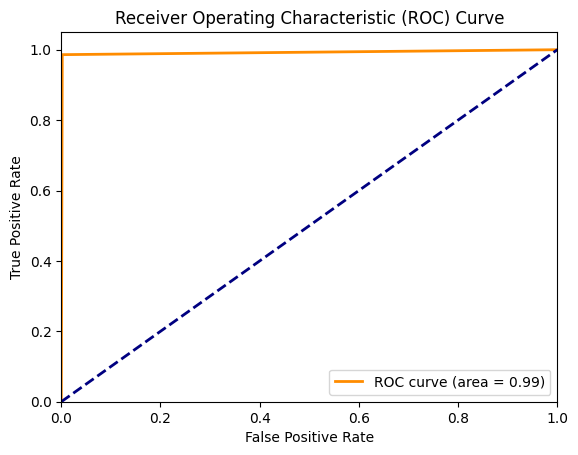 Receiver Operating Characteristic (ROC) Curve
True Positive Rate
1.0
0.8
0.6
0.4
0.2
0.0
ROC curve (area = 0.99)
0.0 0.2 0.4 0.6 0.8 1.0
False Positive Rate